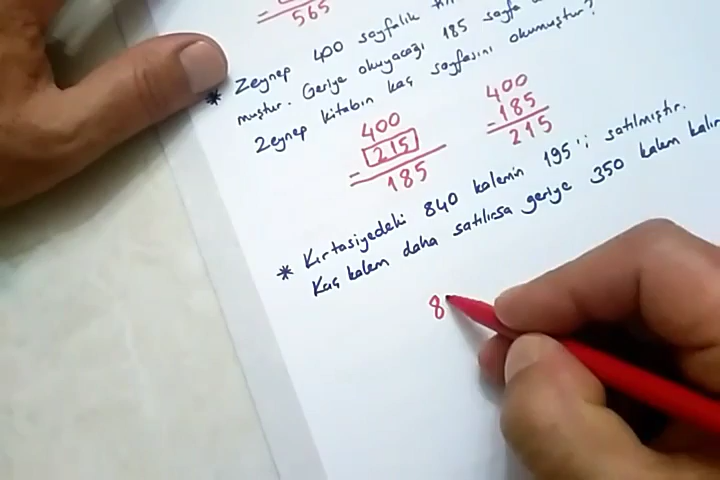 565
* Zeynep 400 sayfalık
muştur. Geriye okuyacağı 185 sayfa
Zeynep kitabın kaç sayfasını okumuştur?
400
- 215
185
400
- 185
215
* Kırtasiyedeki 840 kalemin 195'i satılmıştır.
Kaç kalem daha satılırsa geriye 350 kalem kalır
8